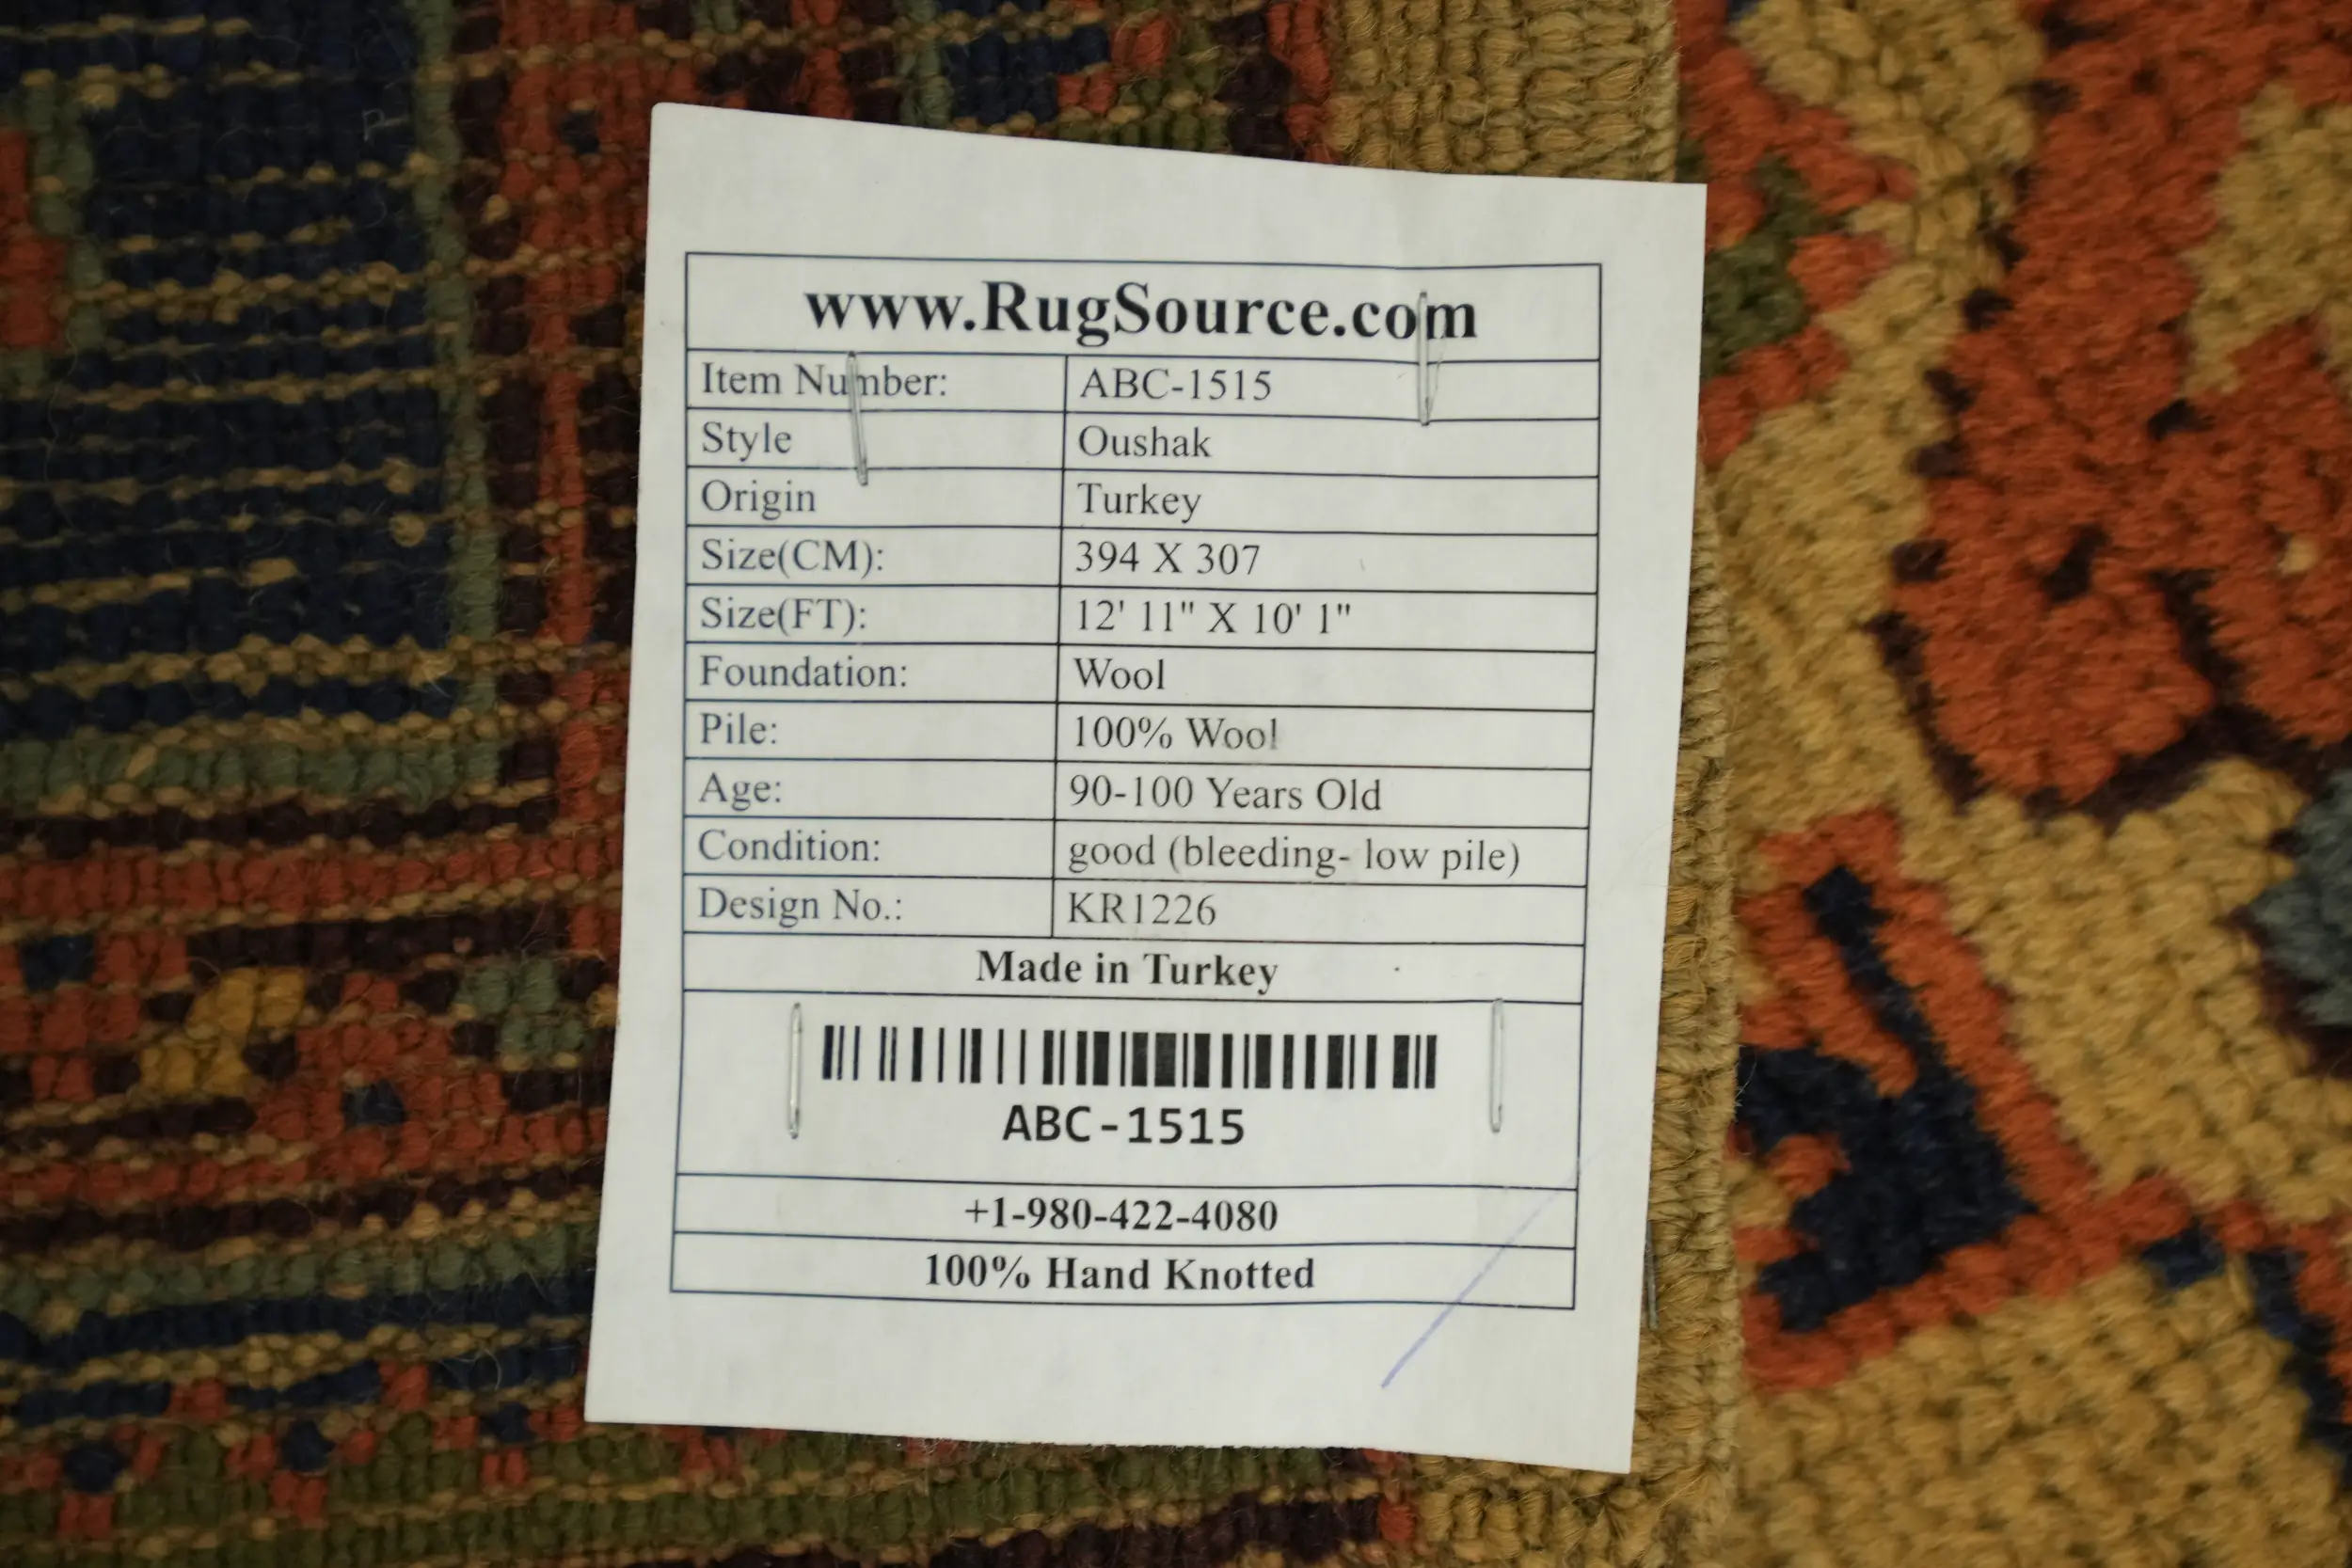 www.RugSource.com
Item Number: ABC-1515
Style Oushak
Origin Turkey
Size(CM): 394 X 307
Size(FT): 12' 11" X 10' 1"
Foundation: Wool
Pile: 100% Wool
Age: 90-100 Years Old
Condition: good (bleeding- low pile)
Design No.: KR1226
Made in Turkey
ABC-1515
+1-980-422-4080
100% Hand Knotted